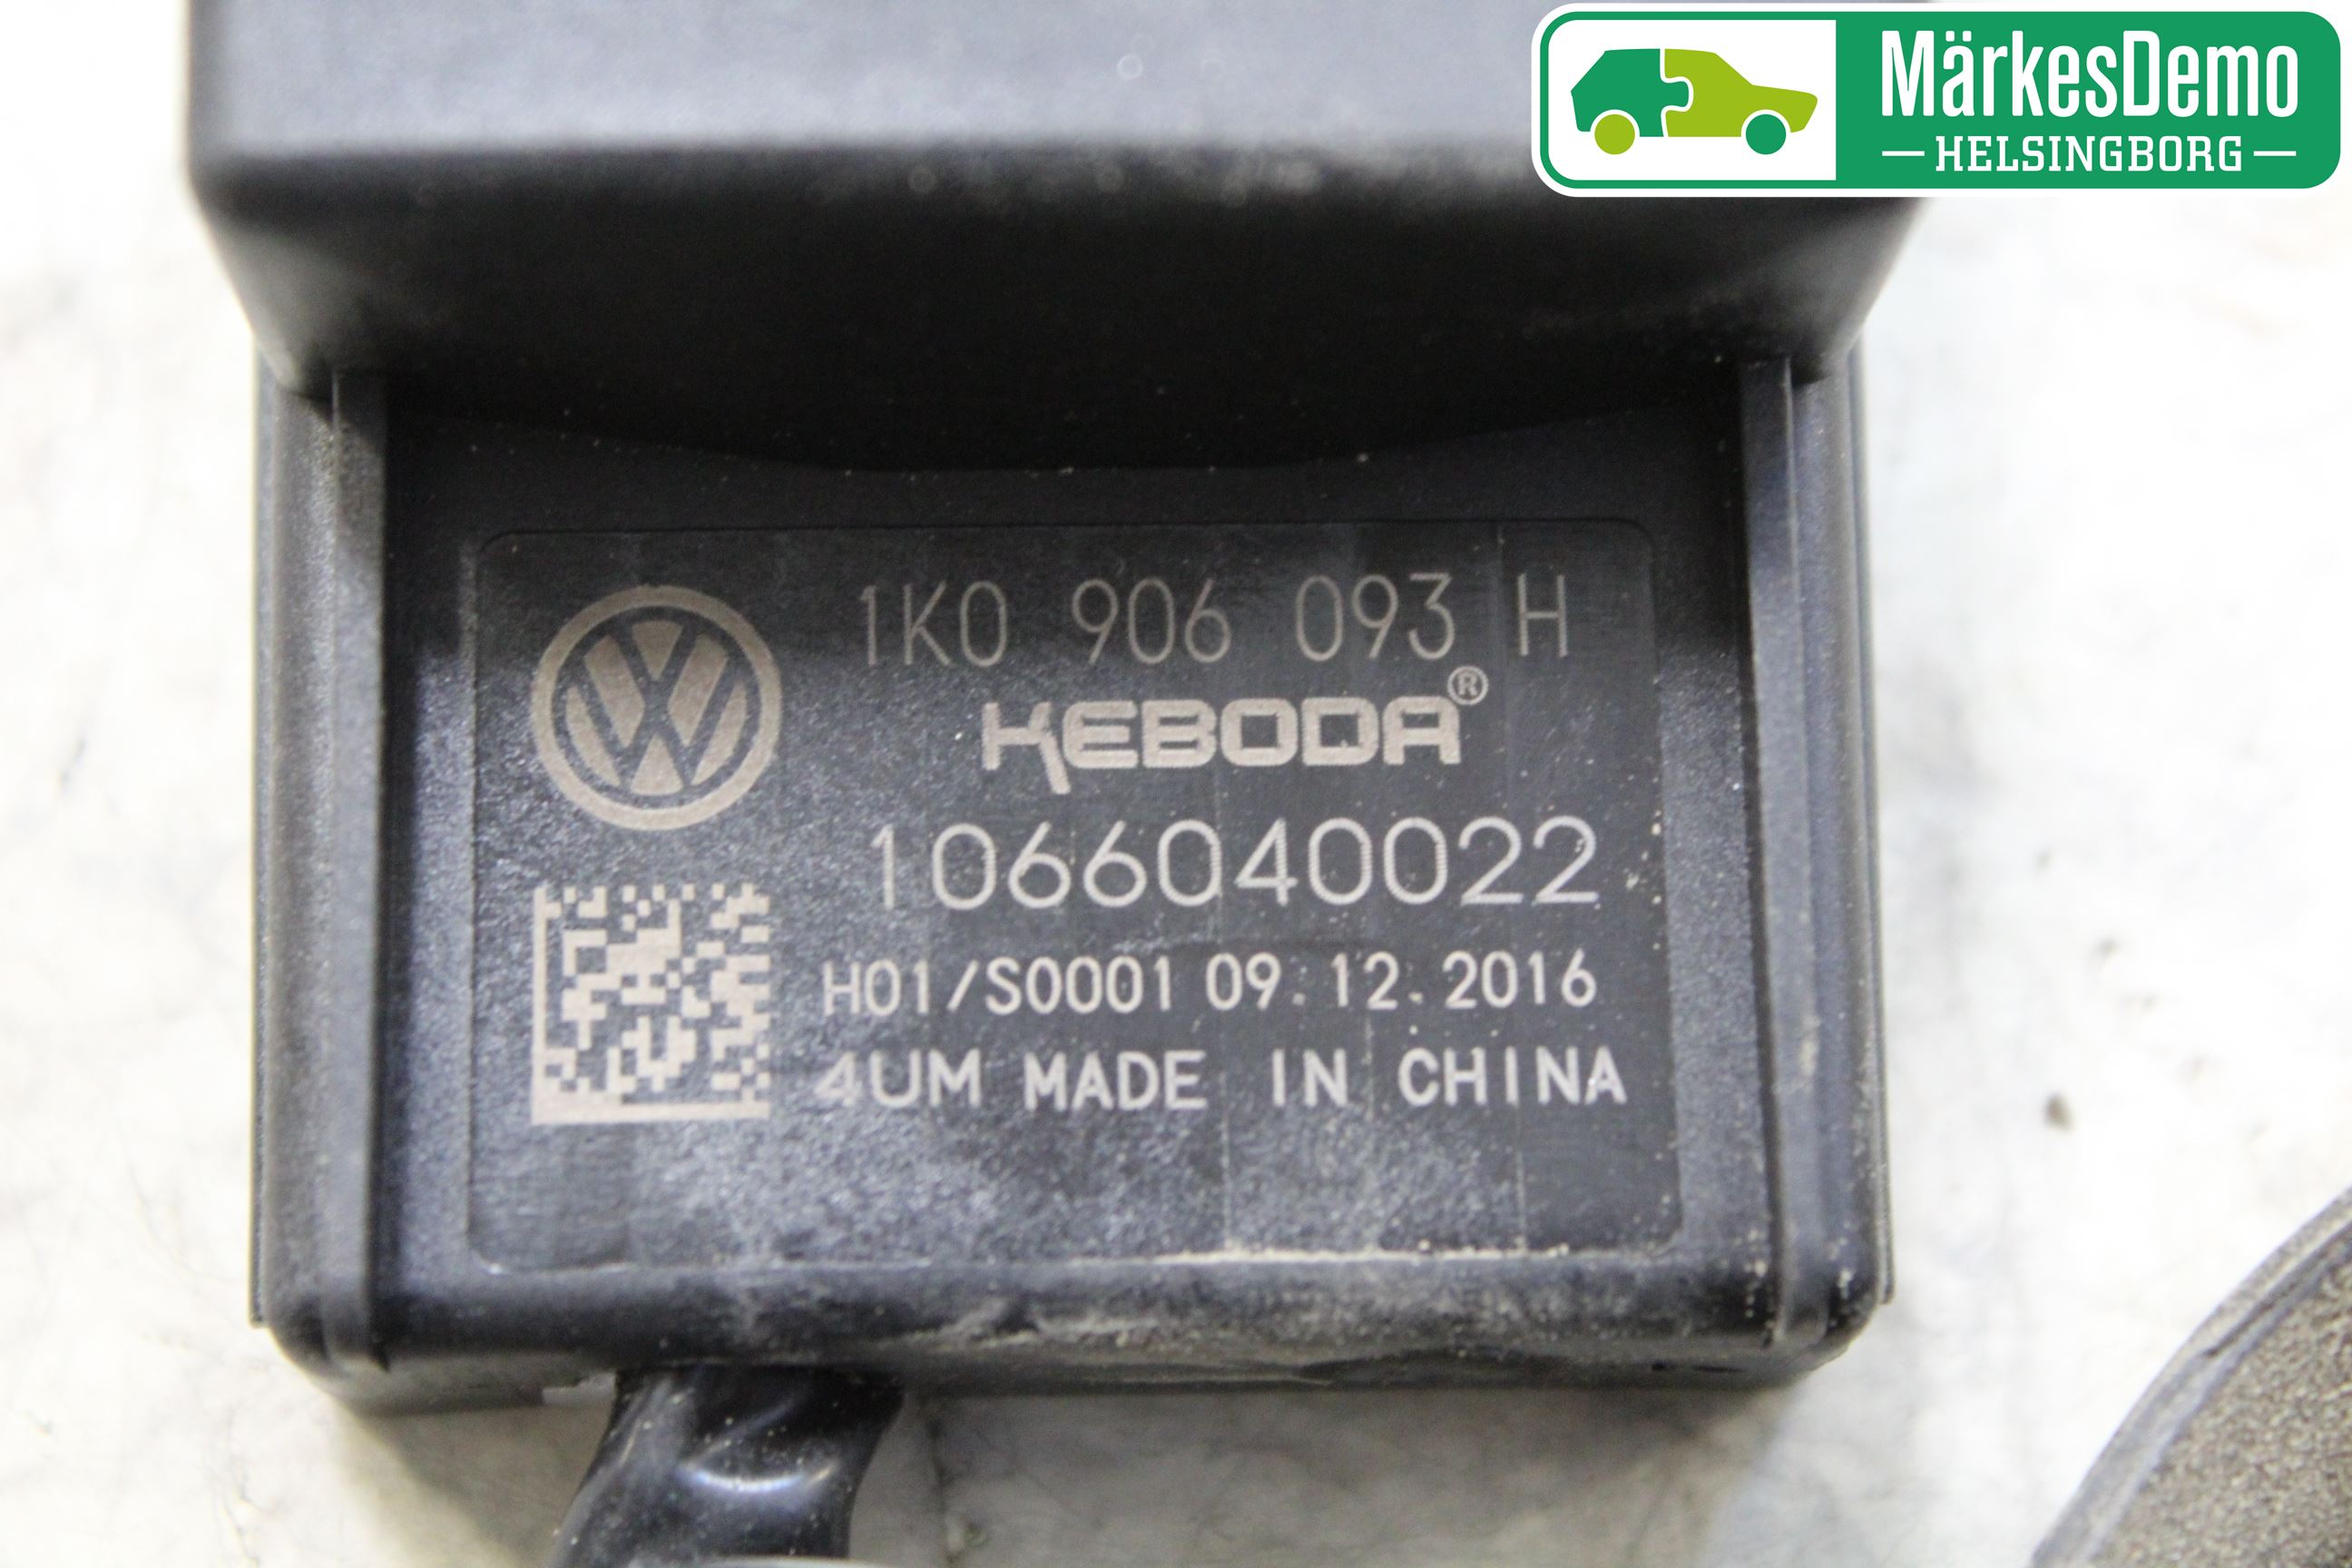 MärkesDemo
HELSINGBORG
1K0 906 093 H
KEBODA®
1066040022
H01/S0001 09.12.2016
4UM MADE IN CHINA